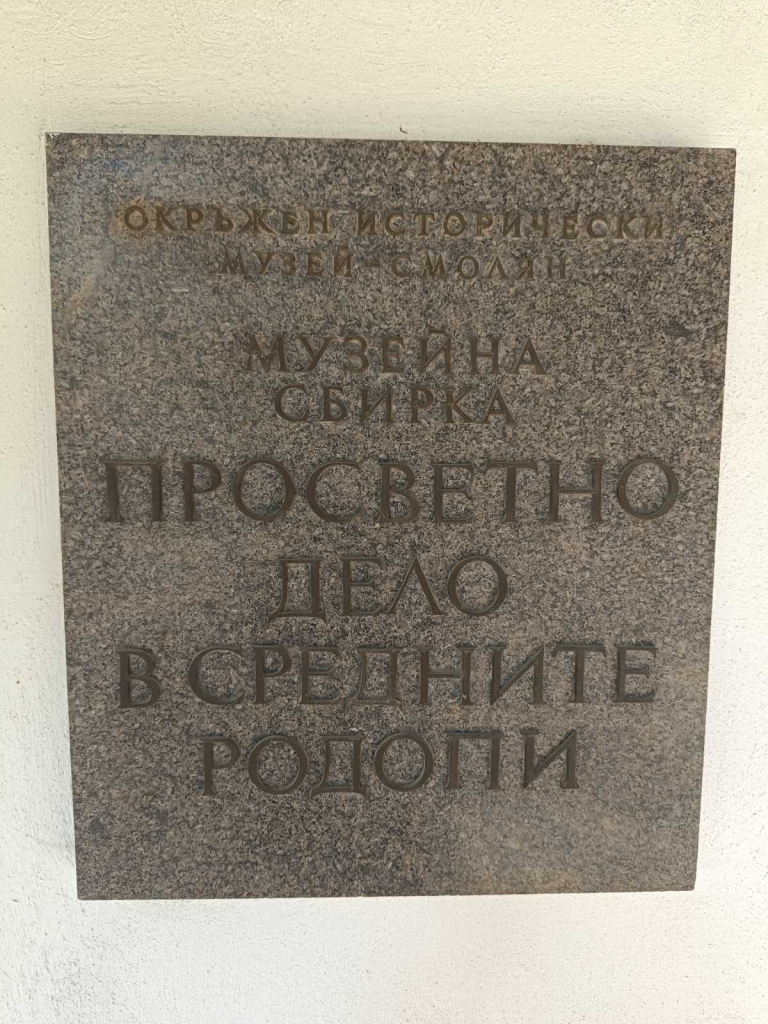 ОКРЪЖЕН ИСТОРИЧЕСКИ
МУЗЕЙ-СМОЛЯН
МУЗЕЙНА
СБИРКА
ПРОСВЕТНО
ДЕЛО
В СРЕДНИТЕ
РОДОПИ